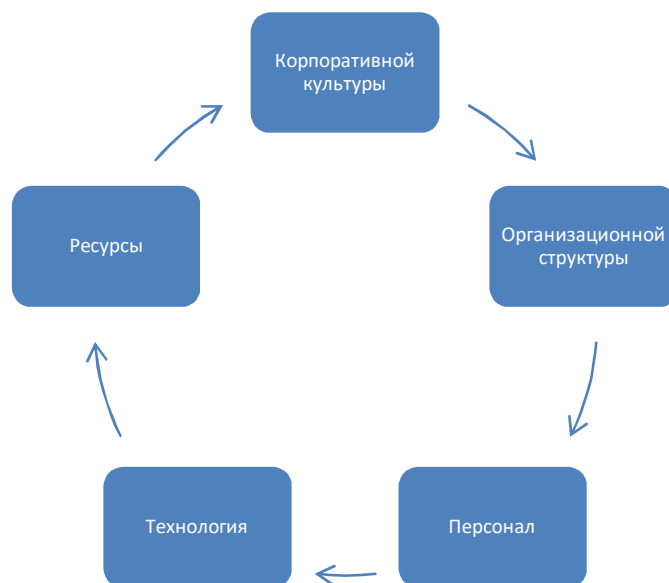 Корпоративной
культуры
Организационной
структуры
Персонал
Технология
Ресурсы